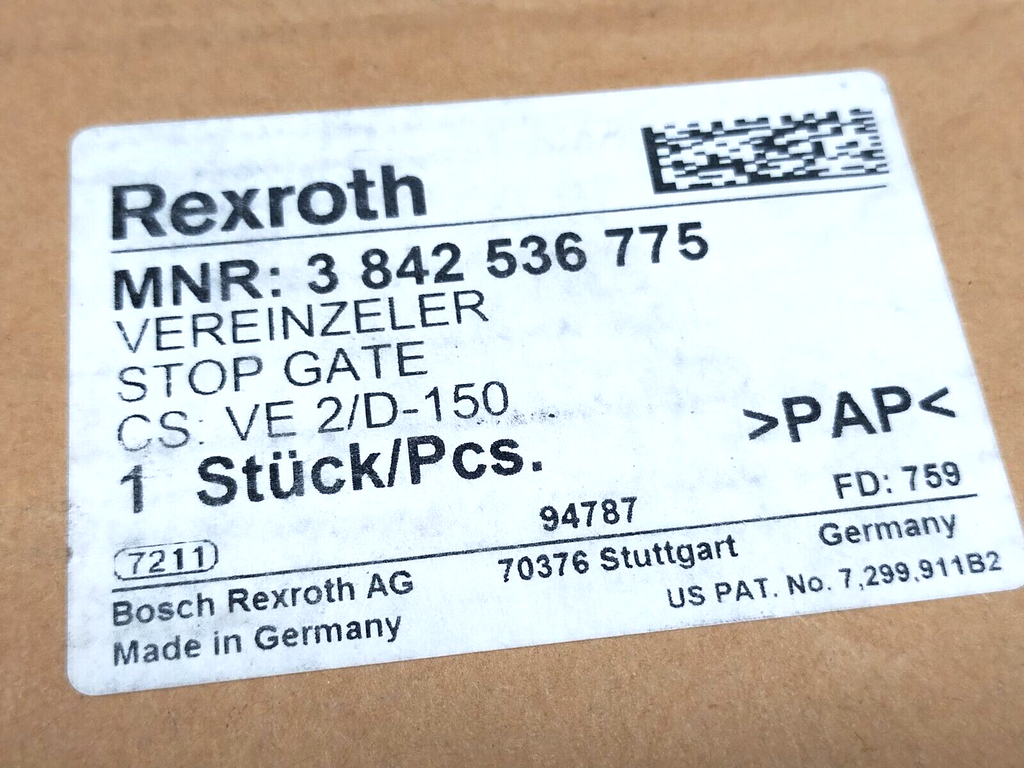 Rexroth
MNR: 3 842 536 775
VEREINZELER
STOP GATE
CS: VE 2/D-150
>PAP<
1 Stück/Pcs.
94787
FD: 759
7211
Bosch Rexroth AG
70376 Stuttgart
Germany
Made in Germany
US PAT. No. 7,299,911B2